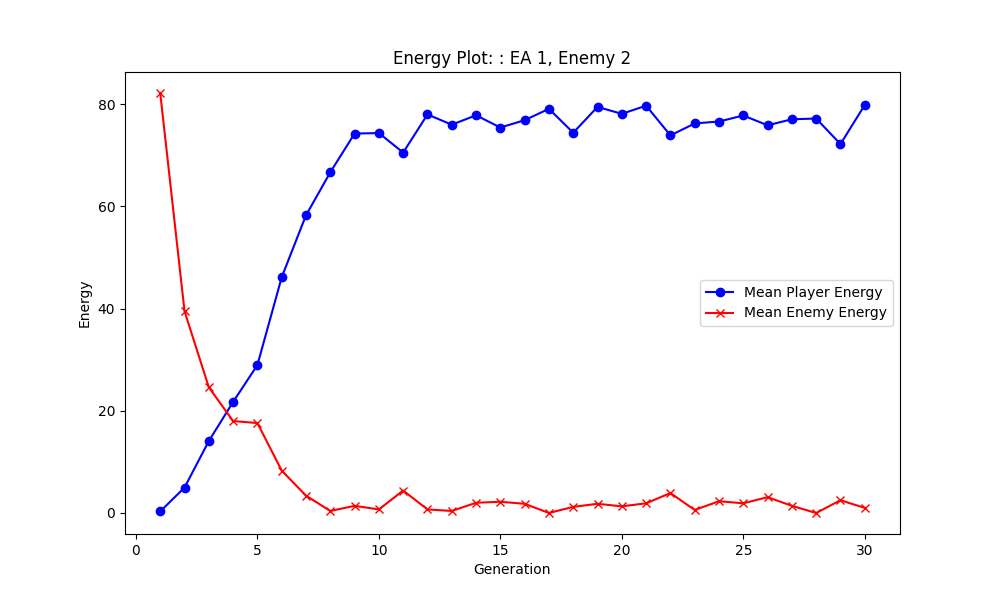 Energy Plot: : EA 1, Enemy 2
Energy
80
60
40
20
0
Mean Player Energy
Mean Enemy Energy
0 5 10 15 20 25 30
Generation